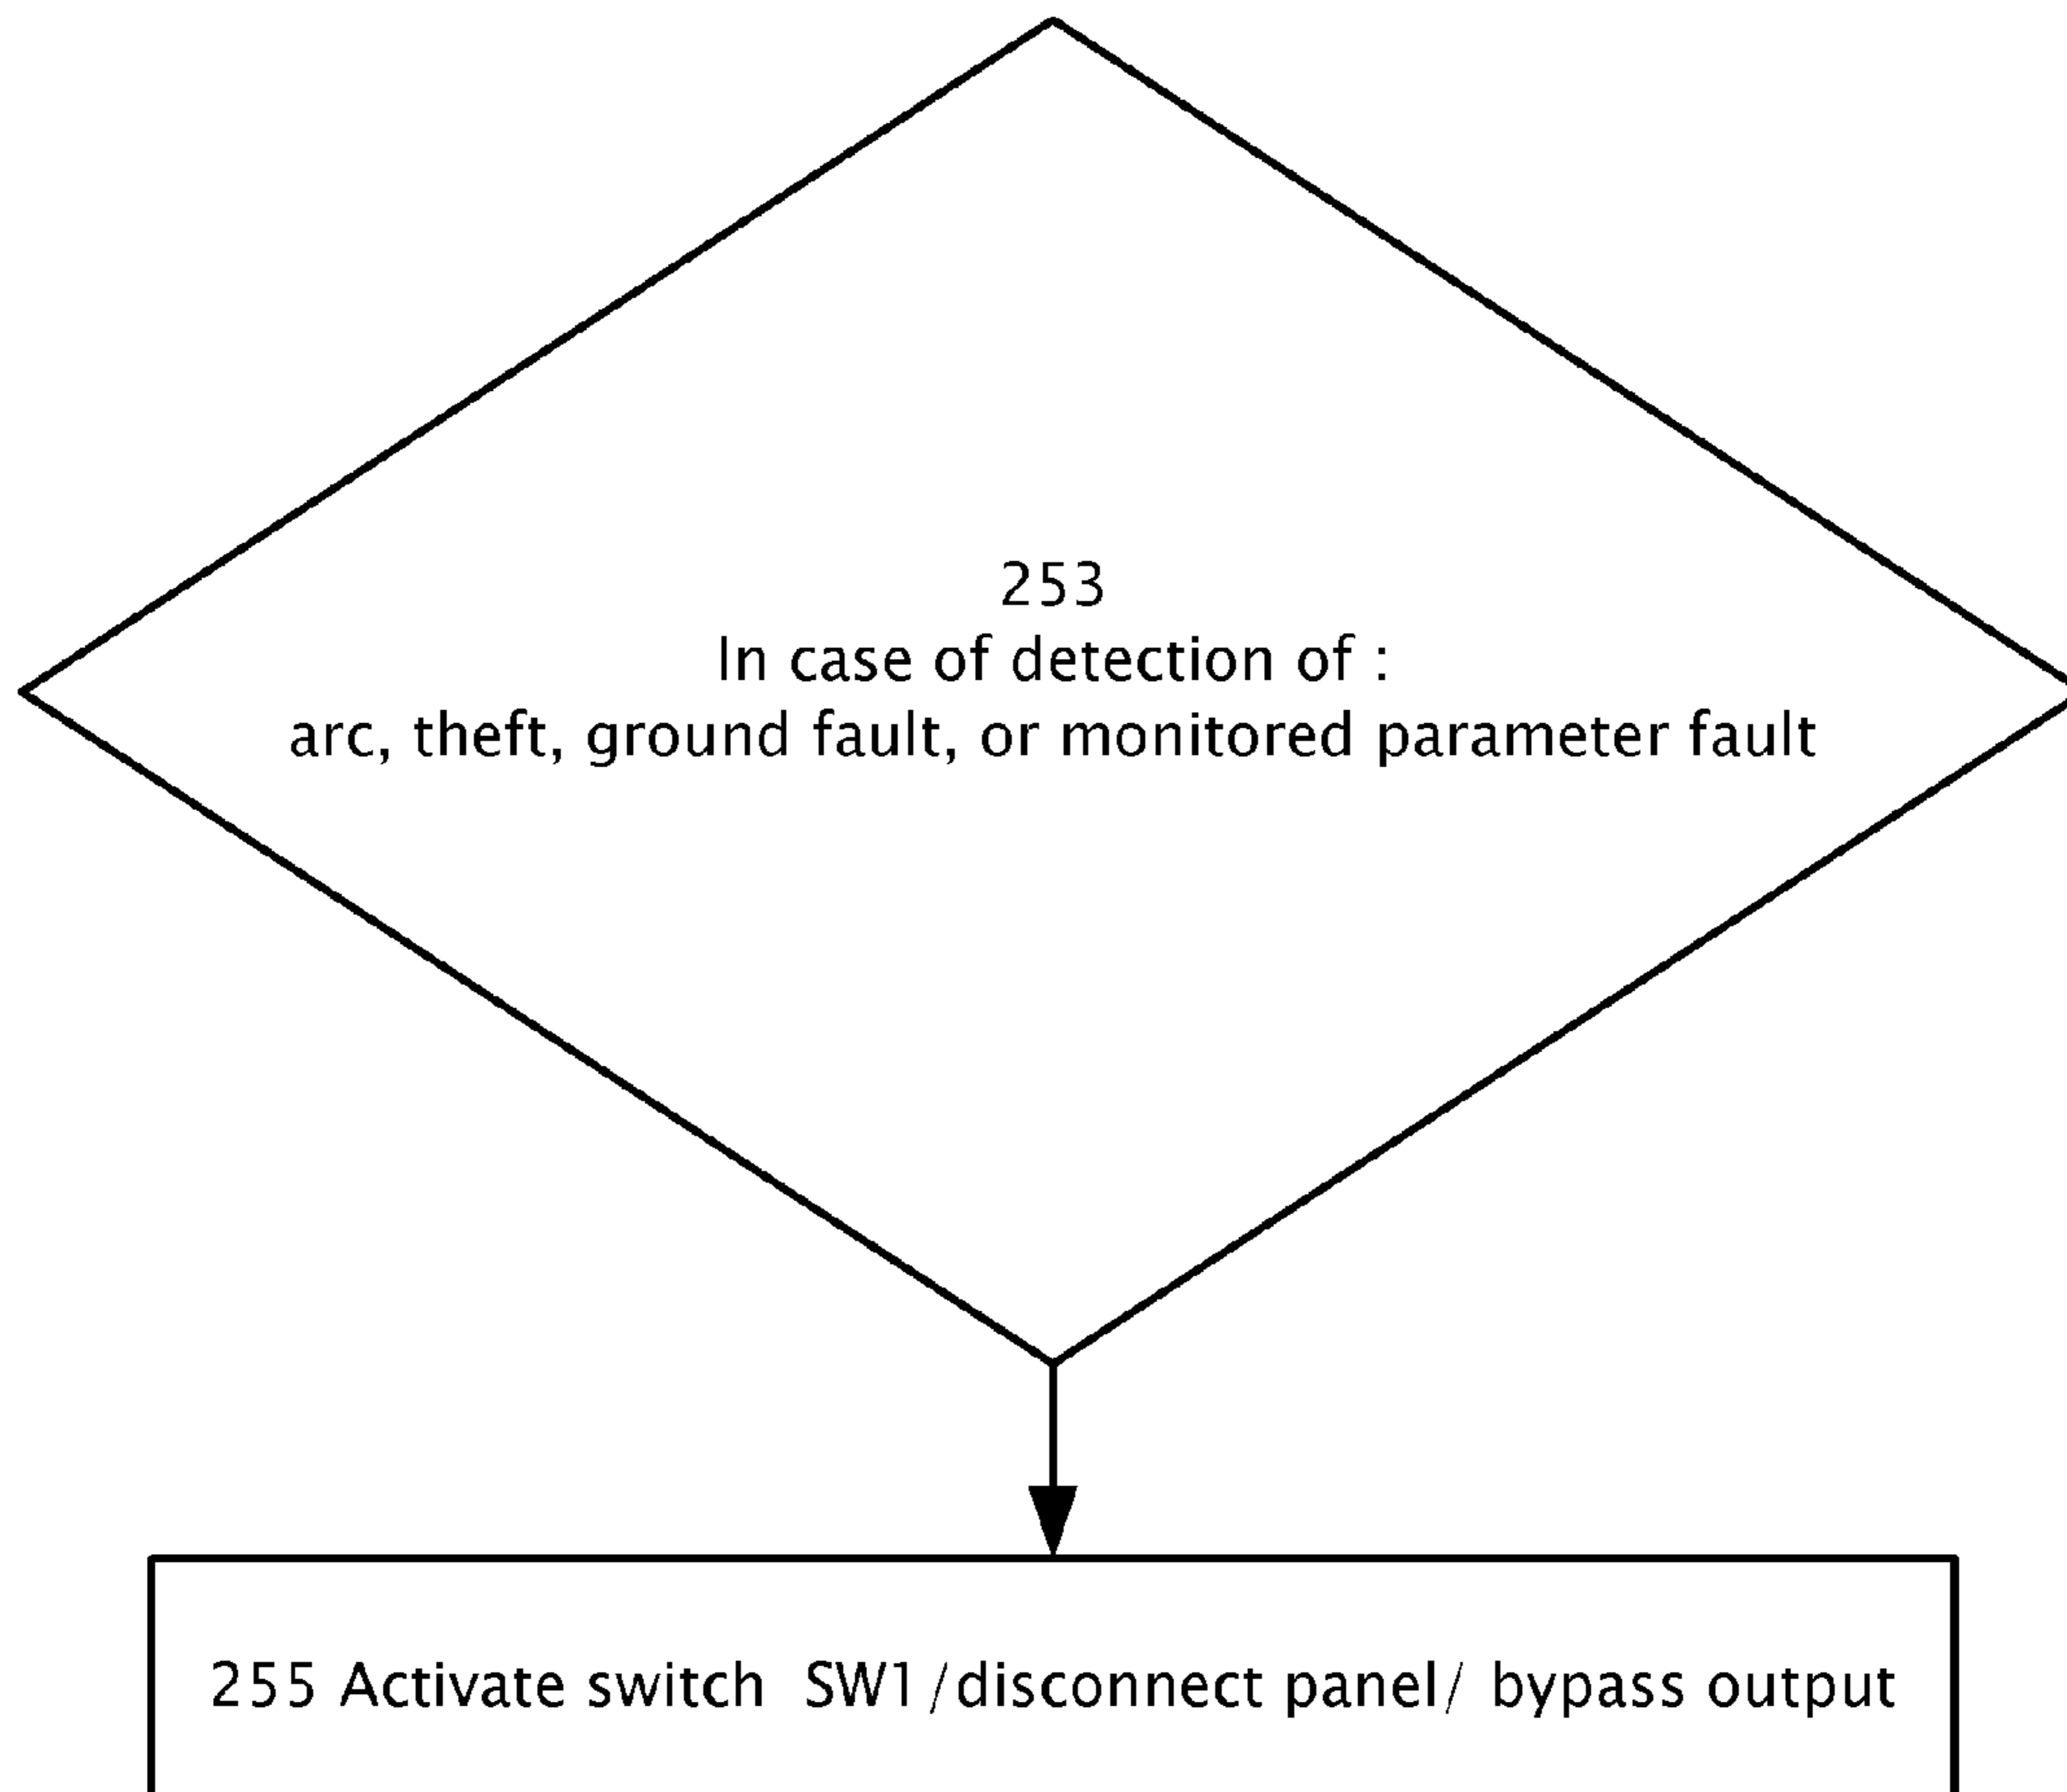 253
In case of detection of :
arc, theft, ground fault, or monitored parameter fault
255 Activate switch SW1/disconnect panel/ bypass output